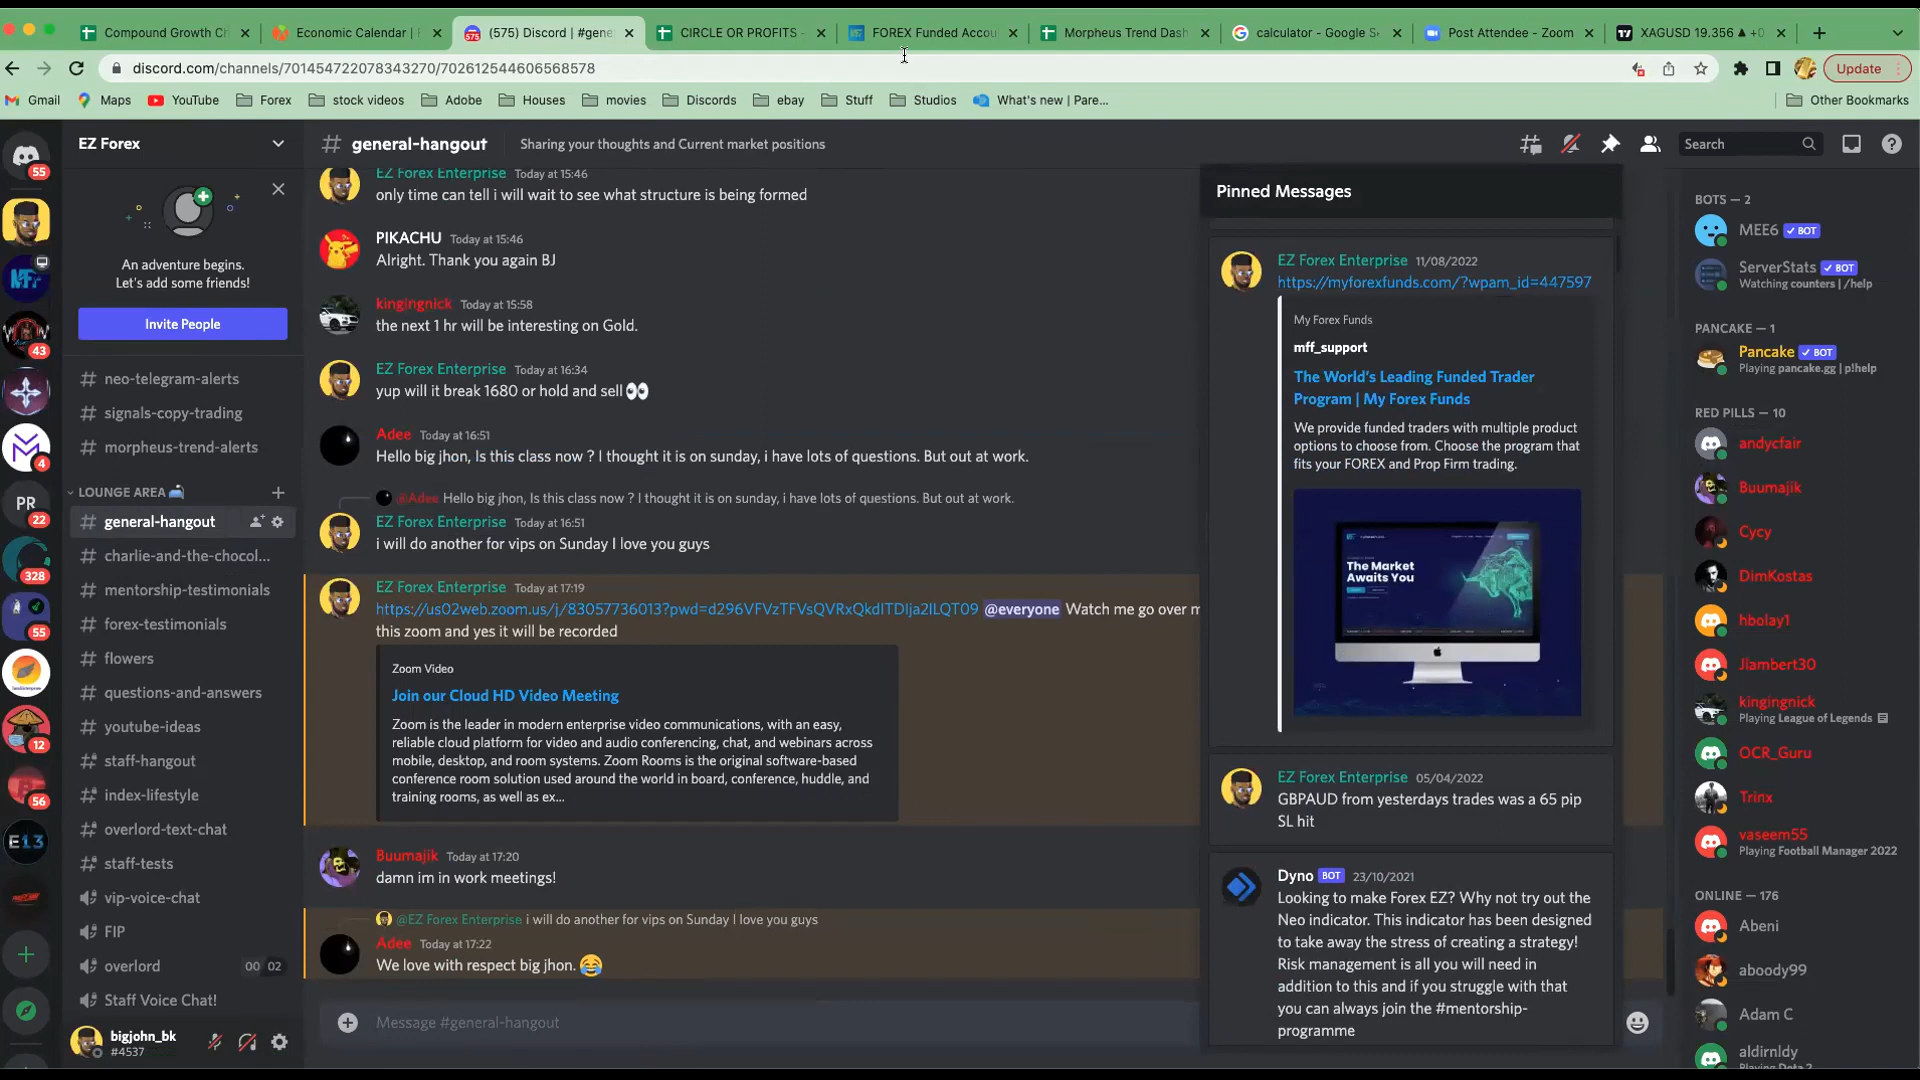 Compound Growth C
Economic Calendar |
(575) Discord | #gene
CIRCLE OR PROFITS -
FOREX Funded Accou
Morpheus Trend Dash
calculator - Google S
Post Attendee - Zoom
XAGUSD 19.356 ▲ +0
discord.com/channels/701454722078343270/702612544606568578
Update
Gmail
Maps
YouTube
Forex
stock videos
Adobe
Houses
movies
Discords
ebay
Stuff
Studios
What's new | Pare...
Other Bookmarks
55
43
4
PR
22
328
55
12
56
E13
EZ Forex
An adventure begins.
Let's add some friends!
Invite People
neo-telegram-alerts
signals-copy-trading
morpheus-trend-alerts
LOUNGE AREA 🛋️
general-hangout
charlie-and-the-chocol...
mentorship-testimonials
forex-testimonials
flowers
questions-and-answers
youtube-ideas
staff-hangout
index-lifestyle
overlord-text-chat
staff-tests
vip-voice-chat
FIP
overlord 00 02
Staff Voice Chat!
bigjohn_bk
#4537
# general-hangout
Sharing your thoughts and Current market positions
Search
EZ Forex Enterprise Today at 15:46
only time can tell i will wait to see what structure is being formed
PIKACHU Today at 15:46
Alright. Thank you again BJ
kingingnick Today at 15:58
the next 1 hr will be interesting on Gold.
EZ Forex Enterprise Today at 16:34
yup will it break 1680 or hold and sell 👀
Adee Today at 16:51
Hello big jhon, Is this class now ? I thought it is on sunday, i have lots of questions. But out at work.
@Adee Hello big jhon, Is this class now ? I thought it is on sunday, i have lots of questions. But out at work.
EZ Forex Enterprise Today at 16:51
i will do another for vips on Sunday I love you guys
EZ Forex Enterprise Today at 17:19
https://us02web.zoom.us/j/83057736013?pwd=d296VFVzTFVsQVRxQkdITDIja2lLQT09 @everyone Watch me go over m
this zoom and yes it will be recorded
Zoom Video
Join our Cloud HD Video Meeting
Zoom is the leader in modern enterprise video communications, with an easy,
reliable cloud platform for video and audio conferencing, chat, and webinars across
mobile, desktop, and room systems. Zoom Rooms is the original software-based
conference room solution used around the world in board, conference, huddle, and
training rooms, as well as ex...
Buumajik Today at 17:20
damn im in work meetings!
@EZ Forex Enterprise i will do another for vips on Sunday I love you guys
Adee Today at 17:22
We love with respect big jhon. 😂
Message #general-hangout
Pinned Messages
EZ Forex Enterprise 11/08/2022
https://myforexfunds.com/?wpam_id=447597
My Forex Funds
mff_support
The World's Leading Funded Trader
Program | My Forex Funds
We provide funded traders with multiple product
options to choose from. Choose the program that
fits your FOREX and Prop Firm trading.
The Market
Awaits You
EZ Forex Enterprise 05/04/2022
GBPAUD from yesterdays trades was a 65 pip
SL hit
Dyno BOT 23/10/2021
Looking to make Forex EZ? Why not try out the
Neo indicator. This indicator has been designed
to take away the stress of creating a strategy!
Risk management is all you will need in
addition to this and if you struggle with that
you can always join the #mentorship-
programme
BOTS — 2
MEE6 ✓ BOT
ServerStats ✓ BOT
Watching counters | /help
PANCAKE — 1
Pancake ✓ BOT
Playing pancake.gg | p!help
RED PILLS — 10
andycfair
Buumajik
Cycy
DimKostas
hbolay1
Jlambert30
kingingnick
Playing League of Legends
OCR_Guru
Trinx
vaseem55
Playing Football Manager 2022
ONLINE — 176
Abeni
aboody99
Adam C
aldirnldy